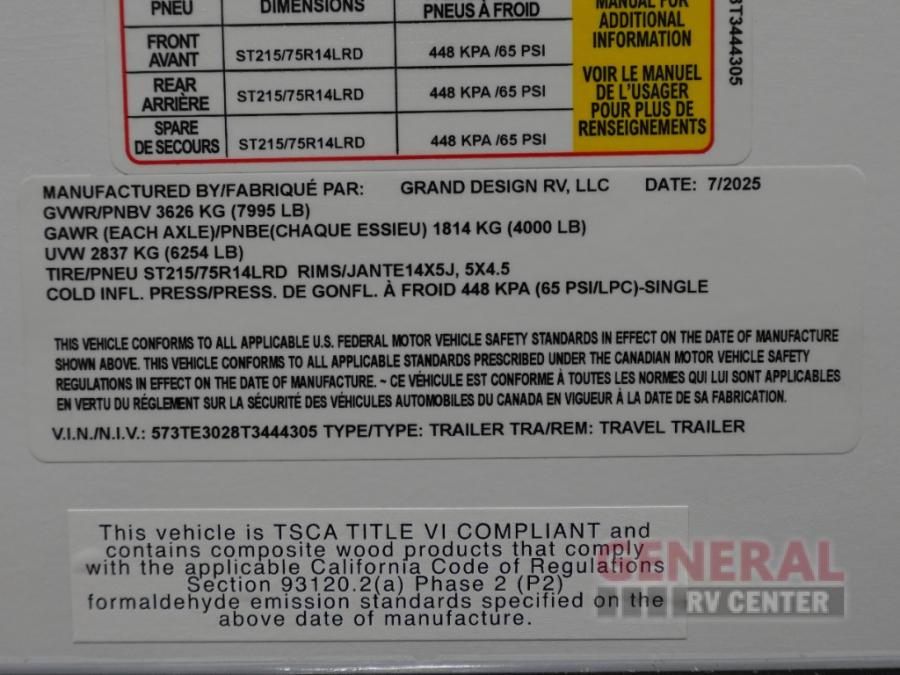 PNEU DIMENSIONS PNEUS À FROID
MANUAL FOR
ADDITIONAL
INFORMATION
FRONT
AVANT ST215/75R14LRD 448 KPA /65 PSI
REAR
ARRIÈRE ST215/75R14LRD 448 KPA /65 PSI
SPARE
DE SECOURS ST215/75R14LRD 448 KPA /65 PSI
VOIR LE MANUEL
DE L'USAGER
POUR PLUS DE
RENSEIGNEMENTS
T3444305
MANUFACTURED BY/FABRIQUÉ PAR: GRAND DESIGN RV, LLC DATE: 7/2025
GVWR/PNBV 3626 KG (7995 LB)
GAWR (EACH AXLE)/PNBE(CHAQUE ESSIEU) 1814 KG (4000 LB)
UVW 2837 KG (6254 LB)
TIRE/PNEU ST215/75R14LRD RIMS/JANTE14X5J, 5X4.5
COLD INFL. PRESS/PRESS. DE GONFL. À FROID 448 KPA (65 PSI/LPC)-SINGLE
THIS VEHICLE CONFORMS TO ALL APPLICABLE U.S. FEDERAL MOTOR VEHICLE SAFETY STANDARDS IN EFFECT ON THE DATE OF MANUFACTURE
SHOWN ABOVE. THIS VEHICLE CONFORMS TO ALL APPLICABLE STANDARDS PRESCRIBED UNDER THE CANADIAN MOTOR VEHICLE SAFETY
REGULATIONS IN EFFECT ON THE DATE OF MANUFACTURE. ~ CE VÉHICULE EST CONFORME À TOUTES LES NORMES QUI LUI SONT APPLICABLES
EN VERTU DU RÉGLEMENT SUR LA SÉCURITÉ DES VÉHICULES AUTOMOBILES DU CANADA EN VIGUEUR À LA DATE DE SA FABRICATION.
V.I.N./N.I.V.: 573TE3028T3444305 TYPE/TYPE: TRAILER TRA/REM: TRAVEL TRAILER
This vehicle is TSCA TITLE VI COMPLIANT and
contains composite wood products that comply
with the applicable California Code of Regulations
Section 93120.2(a) Phase 2 (P2)
formaldehyde emission standards specified on the
above date of manufacture.
GENERAL
RV CENTER